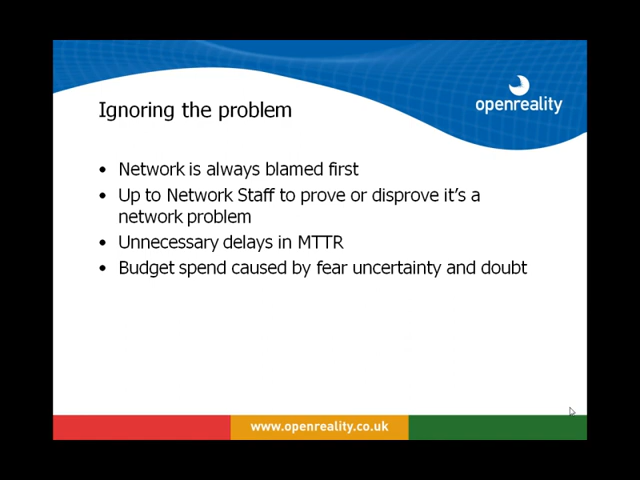 openreality
Ignoring the problem
• Network is always blamed first
• Up to Network Staff to prove or disprove it's a
network problem
• Unnecessary delays in MTTR
• Budget spend caused by fear uncertainty and doubt
www.openreality.co.uk